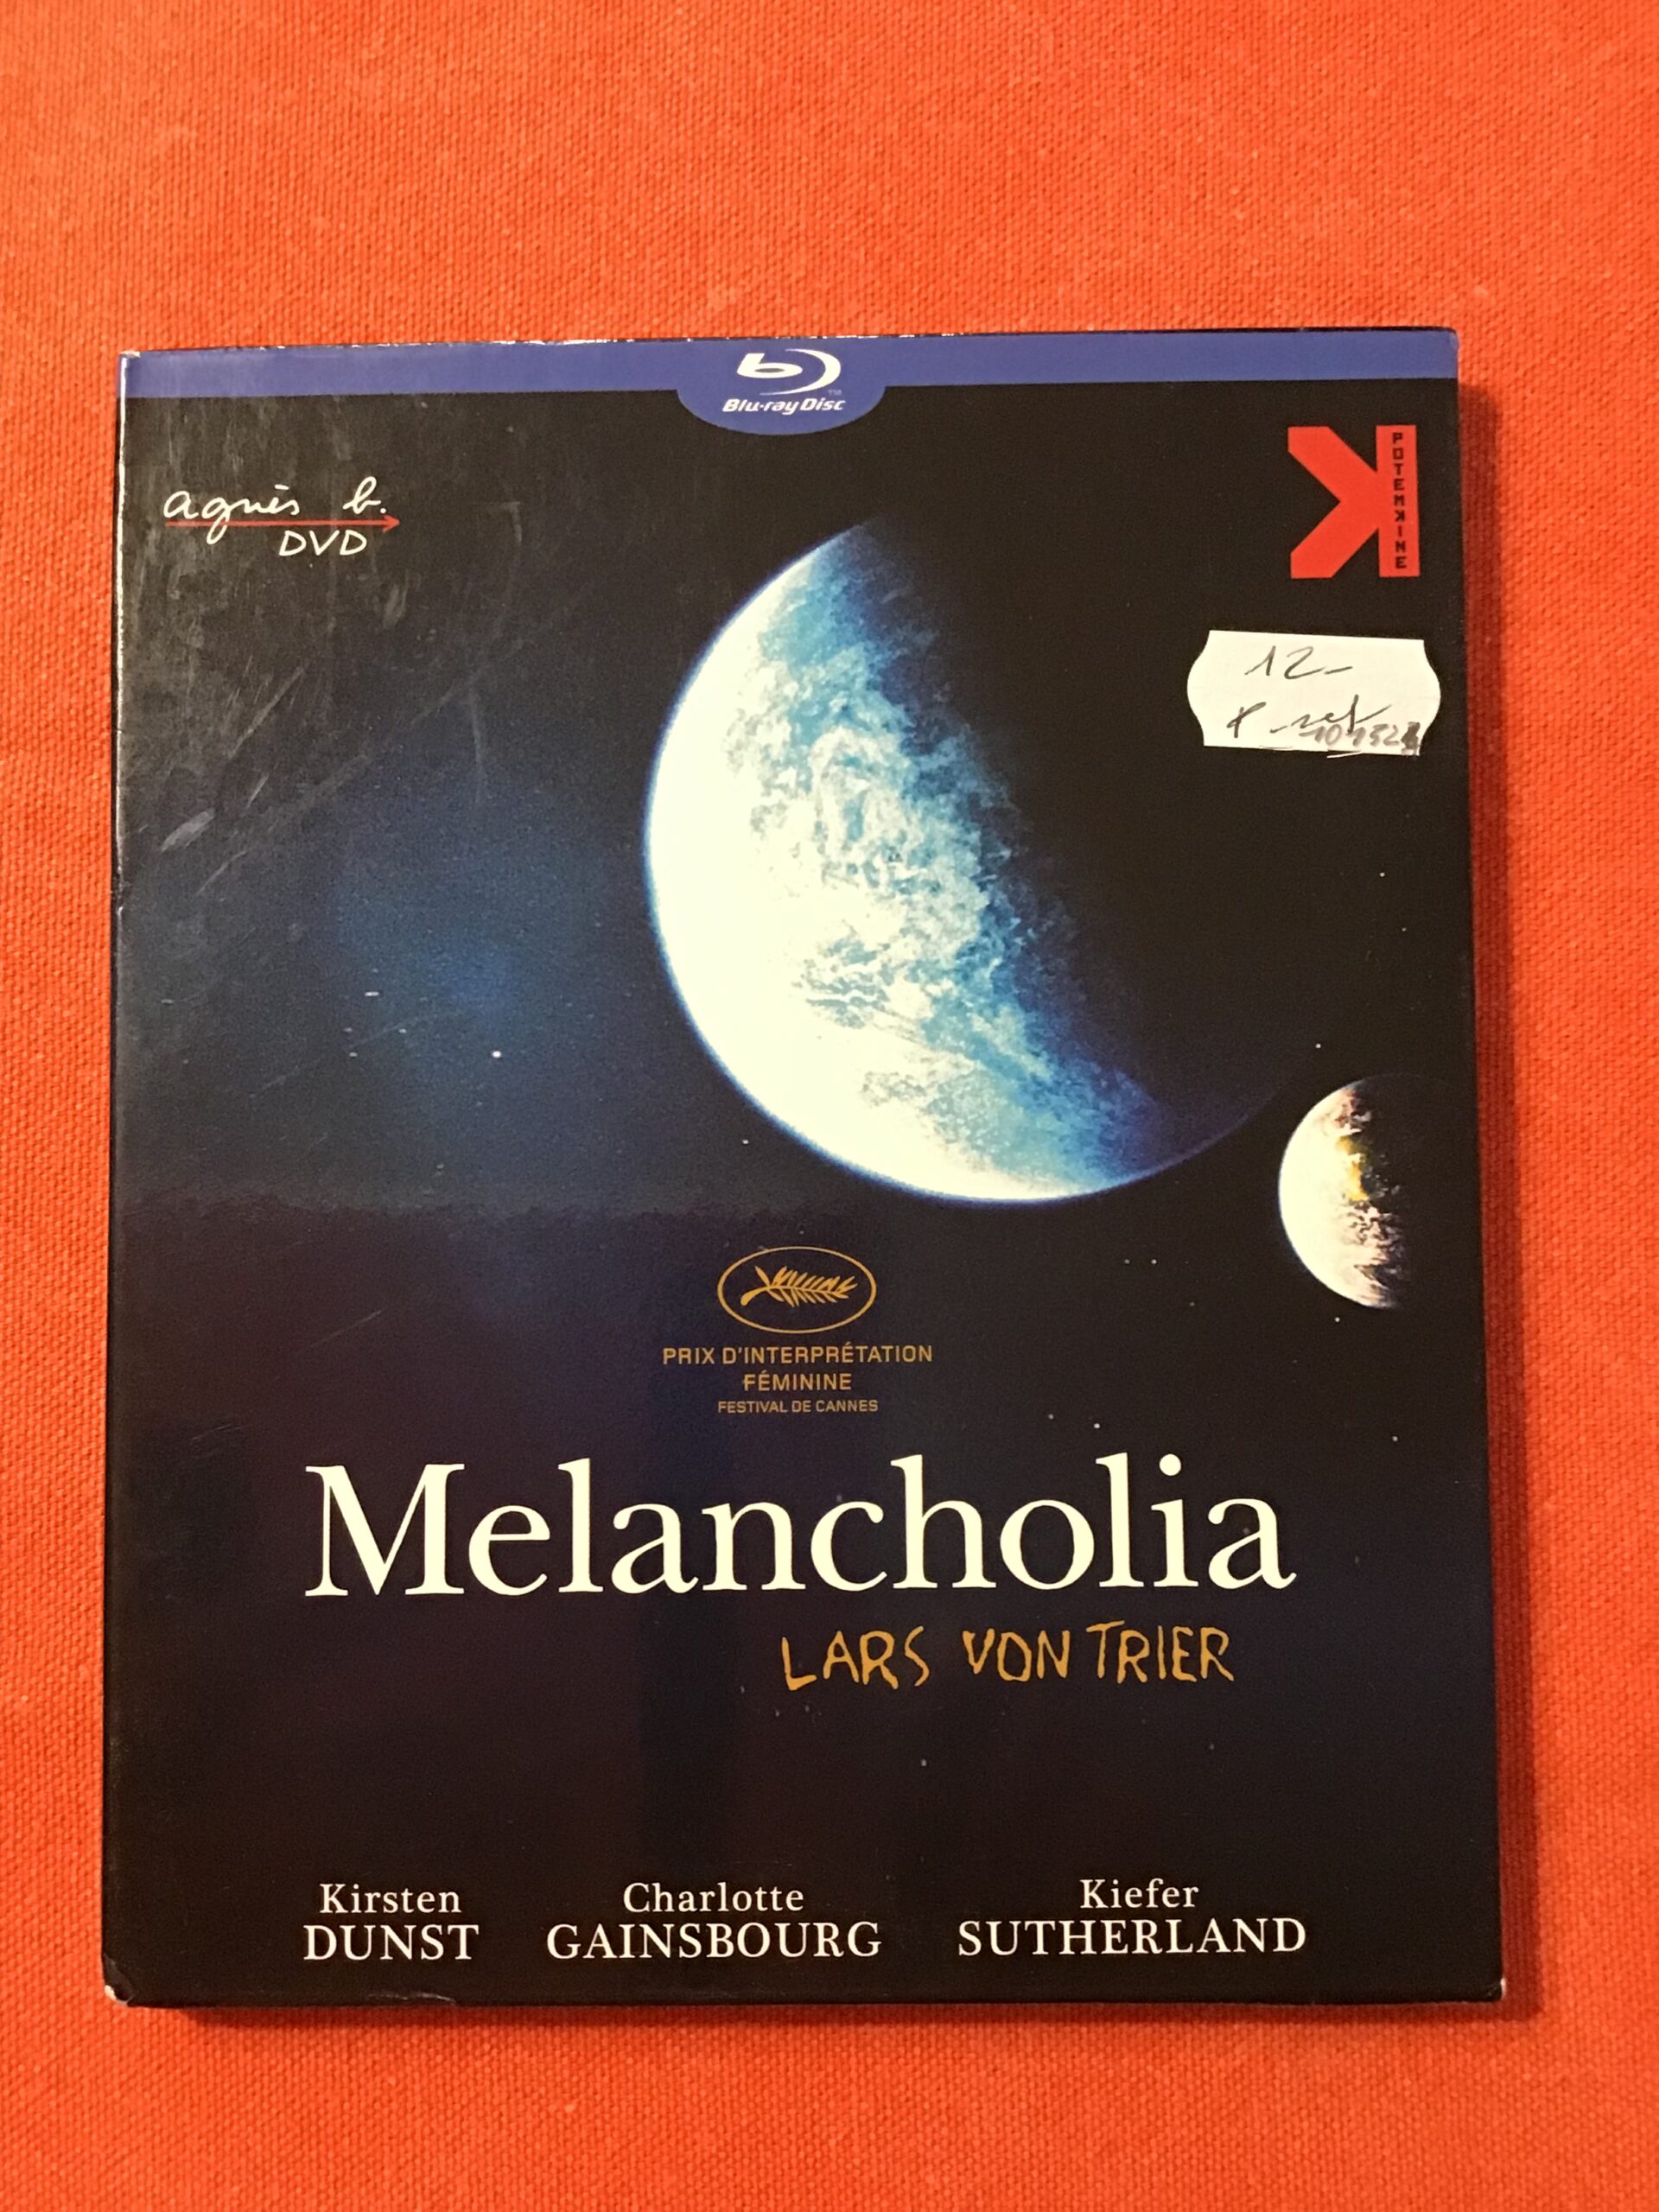 Blu-ray Disc
TM
agnès b.
DVD
POTEMKINE
12-
PRIX D'INTERPRÉTATION
FÉMININE
FESTIVAL DE CANNES
Melancholia
LARS VON TRIER
Kirsten
DUNST
Charlotte
GAINSBOURG
Kiefer
SUTHERLAND